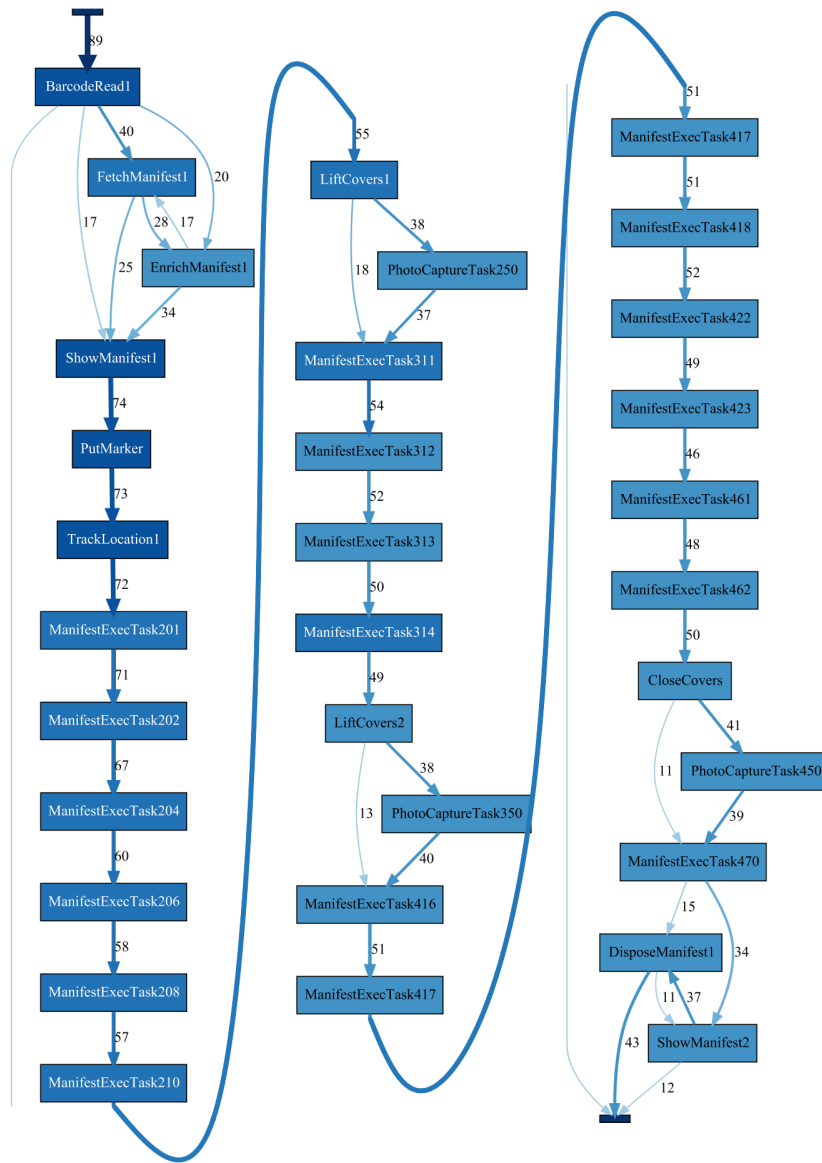 89
BarcodeRead1
40
FetchManifest1
20
17
28
17
25
EnrichManifest1
34
ShowManifest1
74
PutMarker
73
TrackLocation1
72
ManifestExecTask201
71
ManifestExecTask202
67
ManifestExecTask204
60
ManifestExecTask206
58
ManifestExecTask208
57
ManifestExecTask210
55
LiftCovers1
38
18
PhotoCaptureTask250
37
ManifestExecTask311
54
ManifestExecTask312
52
ManifestExecTask313
50
ManifestExecTask314
49
LiftCovers2
38
13
PhotoCaptureTask350
40
ManifestExecTask416
51
ManifestExecTask417
51
ManifestExecTask417
51
ManifestExecTask418
52
ManifestExecTask422
49
ManifestExecTask423
46
ManifestExecTask461
48
ManifestExecTask462
50
CloseCovers
41
11
PhotoCaptureTask450
39
ManifestExecTask470
15
DisposeManifest1
34
11
37
43
ShowManifest2
12